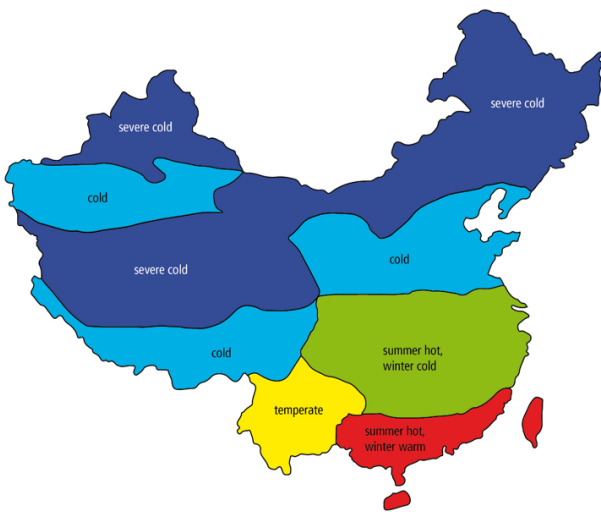 severe cold
severe cold
cold
cold
severe cold
cold
summer hot,
winter cold
temperate
summer hot,
winter warm